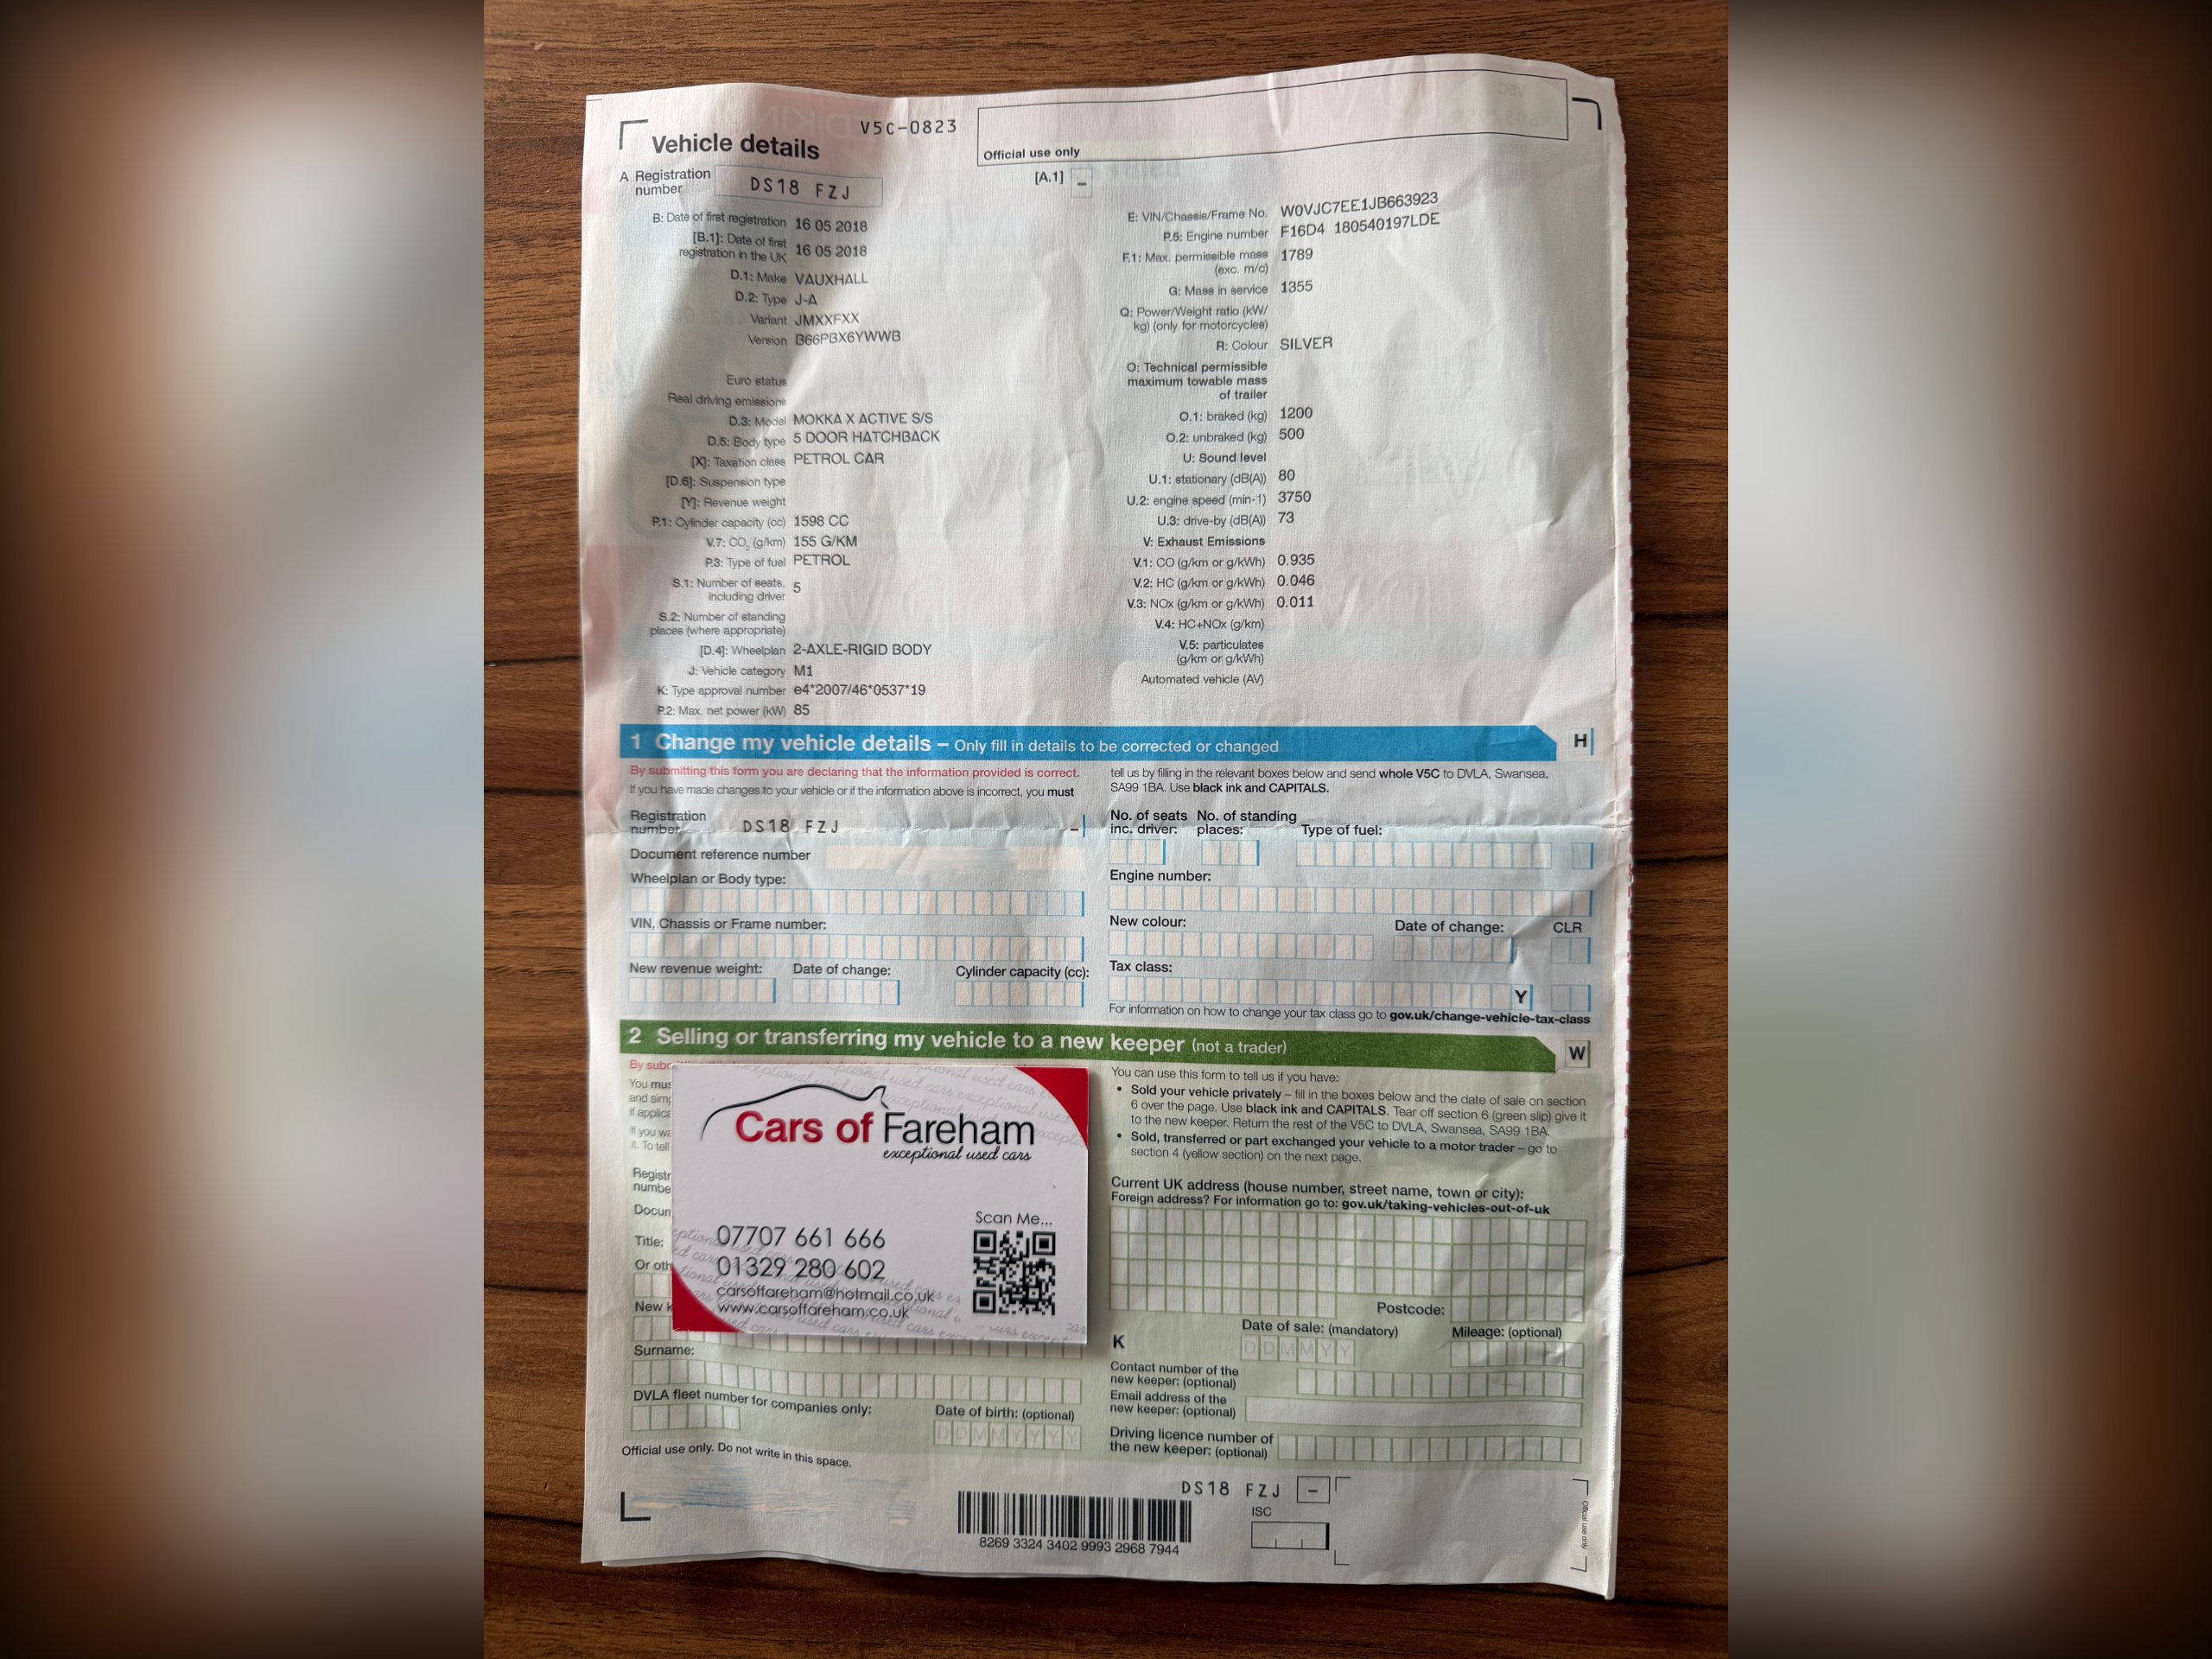 V5C-0823
Vehicle details
Official use only
A Registration number DS18 FZJ
[A.1] –
B: Date of first registration 16 05 2018
[B.1]: Date of first registration in the UK 16 05 2018
D.1: Make VAUXHALL
D.2: Type J-A
Variant JMXXFXX
Version B66PBX6YWWB
Euro status
Real driving emissions
D.3: Model MOKKA X ACTIVE S/S
D.5: Body type 5 DOOR HATCHBACK
[X]: Taxation class PETROL CAR
[D.6]: Suspension type
[Y]: Revenue weight
P.1: Cylinder capacity (cc) 1598 CC
V.7: CO2 (g/km) 155 G/KM
P.3: Type of fuel PETROL
S.1: Number of seats, including driver 5
S.2: Number of standing places (where appropriate)
[D.4]: Wheelplan 2-AXLE-RIGID BODY
J: Vehicle category M1
K: Type approval number e4*2007/46*0537*19
P.2: Max. net power (kW) 85
E: VIN/Chassis/Frame No. W0VJC7EE1JB663923
P.5: Engine number F16D4 180540197LDE
F.1: Max. permissible mass (exc. m/c) 1789
G: Mass in service 1355
Q: Power/Weight ratio (kW/kg) (only for motorcycles)
R: Colour SILVER
O: Technical permissible maximum towable mass of trailer
O.1: braked (kg) 1200
O.2: unbraked (kg) 500
U: Sound level
U.1: stationary (dB(A)) 80
U.2: engine speed (min-1) 3750
U.3: drive-by (dB(A)) 73
V: Exhaust Emissions
V.1: CO (g/km or g/kWh) 0.935
V.2: HC (g/km or g/kWh) 0.046
V.3: NOx (g/km or g/kWh) 0.011
V.4: HC+NOx (g/km)
V.5: particulates (g/km or g/kWh)
Automated vehicle (AV)
1 Change my vehicle details – Only fill in details to be corrected or changed
H
By submitting this form you are declaring that the information provided is correct.
If you have made changes to your vehicle or if the information above is incorrect, you must
tell us by filling in the relevant boxes below and send whole V5C to DVLA, Swansea,
SA99 1BA. Use black ink and CAPITALS.
Registration number DS18 FZJ –
Document reference number
Wheelplan or Body type:
VIN, Chassis or Frame number:
New revenue weight: Date of change: Cylinder capacity (cc):
No. of seats inc. driver: No. of standing places: Type of fuel:
Engine number:
New colour: Date of change: CLR
Tax class:
Y
For information on how to change your tax class go to gov.uk/change-vehicle-tax-class
2 Selling or transferring my vehicle to a new keeper (not a trader)
W
By
You
and
if
If you
it. To tell
Title:
New
Surname:
DVLA fleet number for companies only:
Date of birth: (optional)
DDMMYYYY
Official use only. Do not write in this space.
Cars of Fareham
exceptional used cars
07707 661 666
01329 280 602
carsoffareham@hotmail.co.uk
www.carsoffareham.co.uk
Scan Me...
You can use this form to tell us if you have:
• Sold your vehicle privately – fill in the boxes below and the date of sale on section
6 over the page. Use black ink and CAPITALS. Tear off section 6 (green slip) give it
to the new keeper. Return the rest of the V5C to DVLA, Swansea, SA99 1BA.
• Sold, transferred or part exchanged your vehicle to a motor trader – go to
section 4 (yellow section) on the next page.
Current UK address (house number, street name, town or city):
Foreign address? For information go to: gov.uk/taking-vehicles-out-of-uk
Postcode:
K
Date of sale: (mandatory) Mileage: (optional)
DDMMYY
Contact number of the
new keeper: (optional)
Email address of the
new keeper: (optional)
Driving licence number of
the new keeper: (optional)
DS18 FZJ –
ISC
8269 3324 3402 9993 2968 7944
Official use only